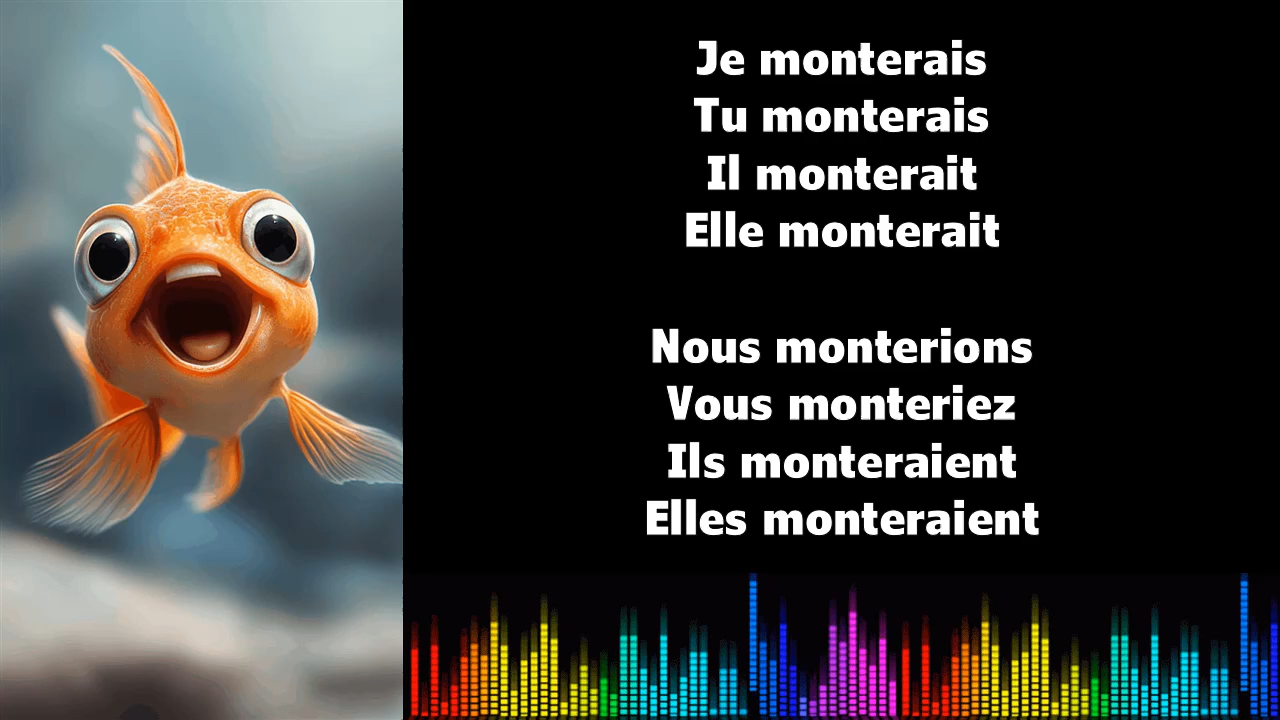 Je monterais
Tu monterais
Il monterait
Elle monterait
Nous monterions
Vous monteriez
Ils monteraient
Elles monteraient